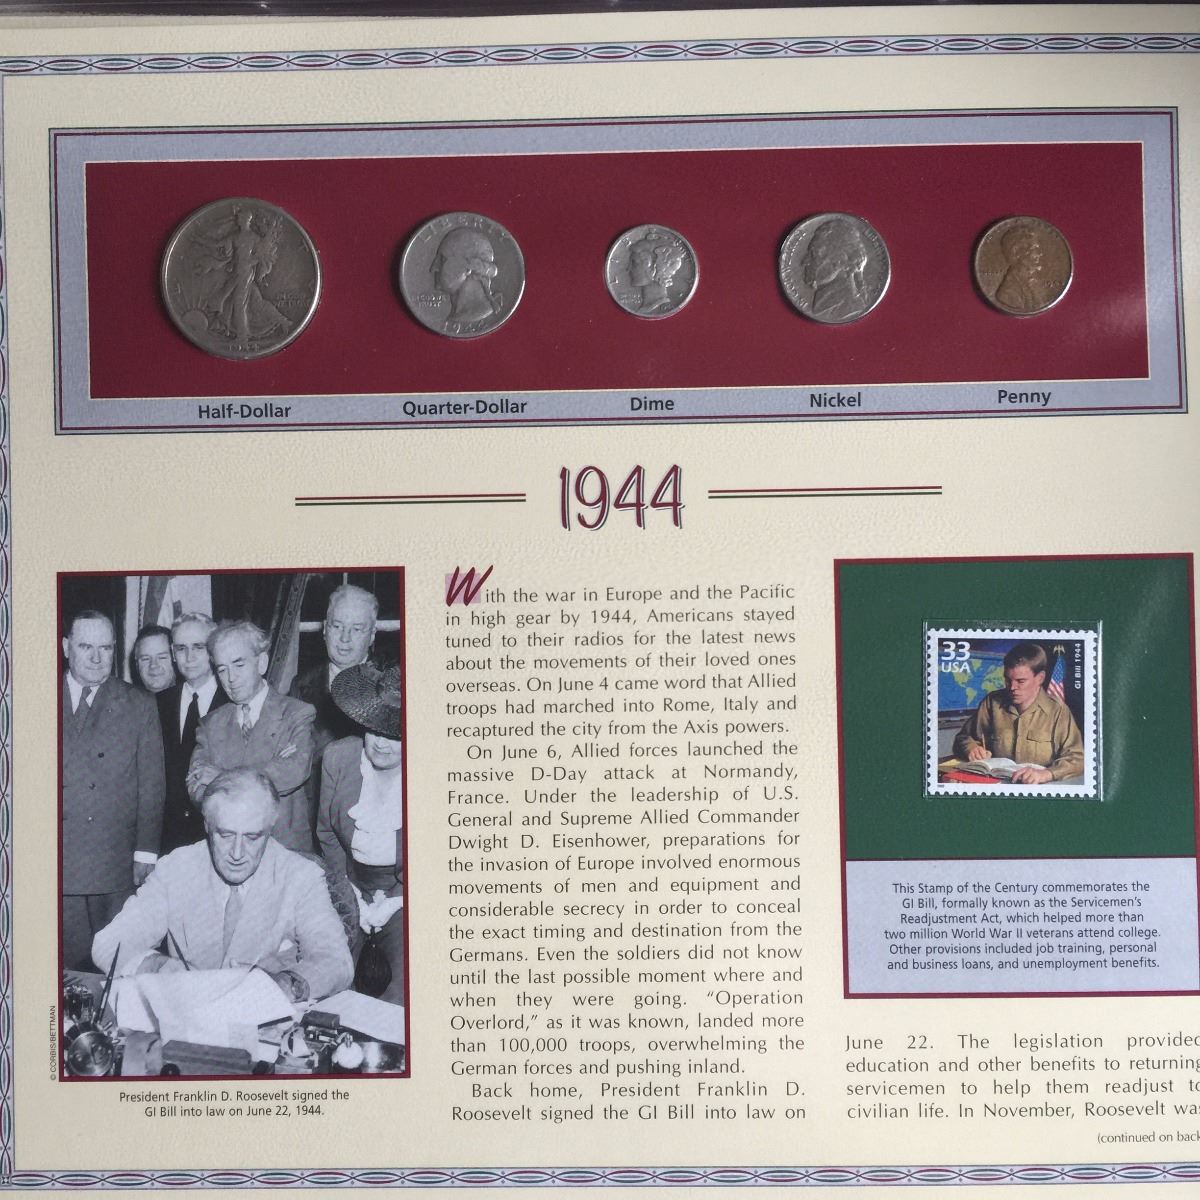 LIBERTY
1944
Half-Dollar
Quarter-Dollar
Dime
Nickel
Penny
1944
With the war in Europe and the Pacific
in high gear by 1944, Americans stayed
tuned to their radios for the latest news
about the movements of their loved ones
overseas. On June 4 came word that Allied
troops had marched into Rome, Italy and
recaptured the city from the Axis powers.
On June 6, Allied forces launched the
massive D-Day attack at Normandy,
France. Under the leadership of U.S.
General and Supreme Allied Commander
Dwight D. Eisenhower, preparations for
the invasion of Europe involved enormous
movements of men and equipment and
considerable secrecy in order to conceal
the exact timing and destination from the
Germans. Even the soldiers did not know
until the last possible moment where and
when they were going. “Operation
Overlord,” as it was known, landed more
than 100,000 troops, overwhelming the
German forces and pushing inland.
Back home, President Franklin D.
Roosevelt signed the GI Bill into law on
© CORBIS/BETTMAN
President Franklin D. Roosevelt signed the
GI Bill into law on June 22, 1944.
33
USA
GI Bill 1944
This Stamp of the Century commemorates the
GI Bill, formally known as the Servicemen's
Readjustment Act, which helped more than
two million World War II veterans attend college.
Other provisions included job training, personal
and business loans, and unemployment benefits.
June 22. The legislation provided
education and other benefits to returning
servicemen to help them readjust to
civilian life. In November, Roosevelt was
(continued on back